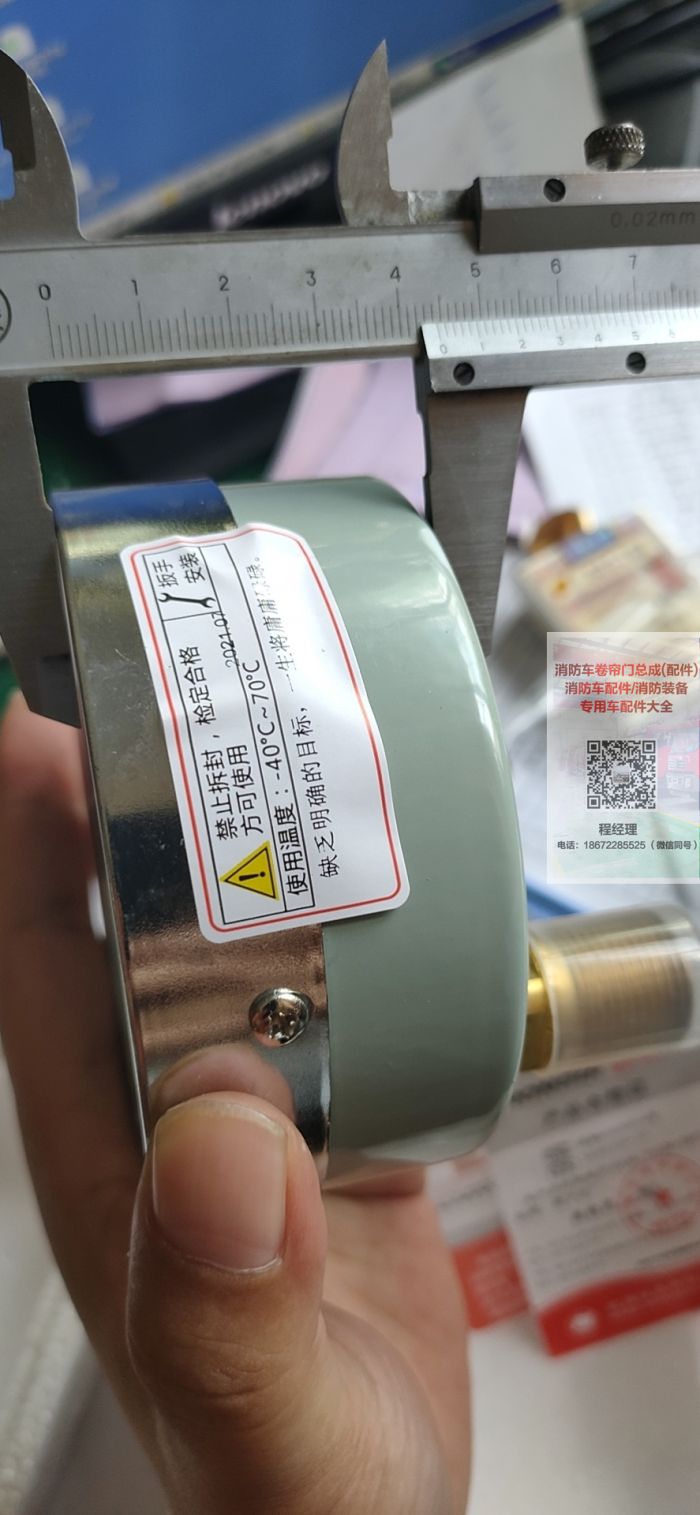 0 1 2 3 4 5 6 7
0.02mm
0 1 2 3 4 5 6
扳手
安装
禁止拆封，检定合格
方可使用
2021.07
使用温度：-40℃~70℃
缺乏明确的目标，一生将庸庸碌碌。
消防车卷帘门总成(配件)
消防车配件/消防装备
专用车配件大全
程经理
电话：18672285525（微信同号）